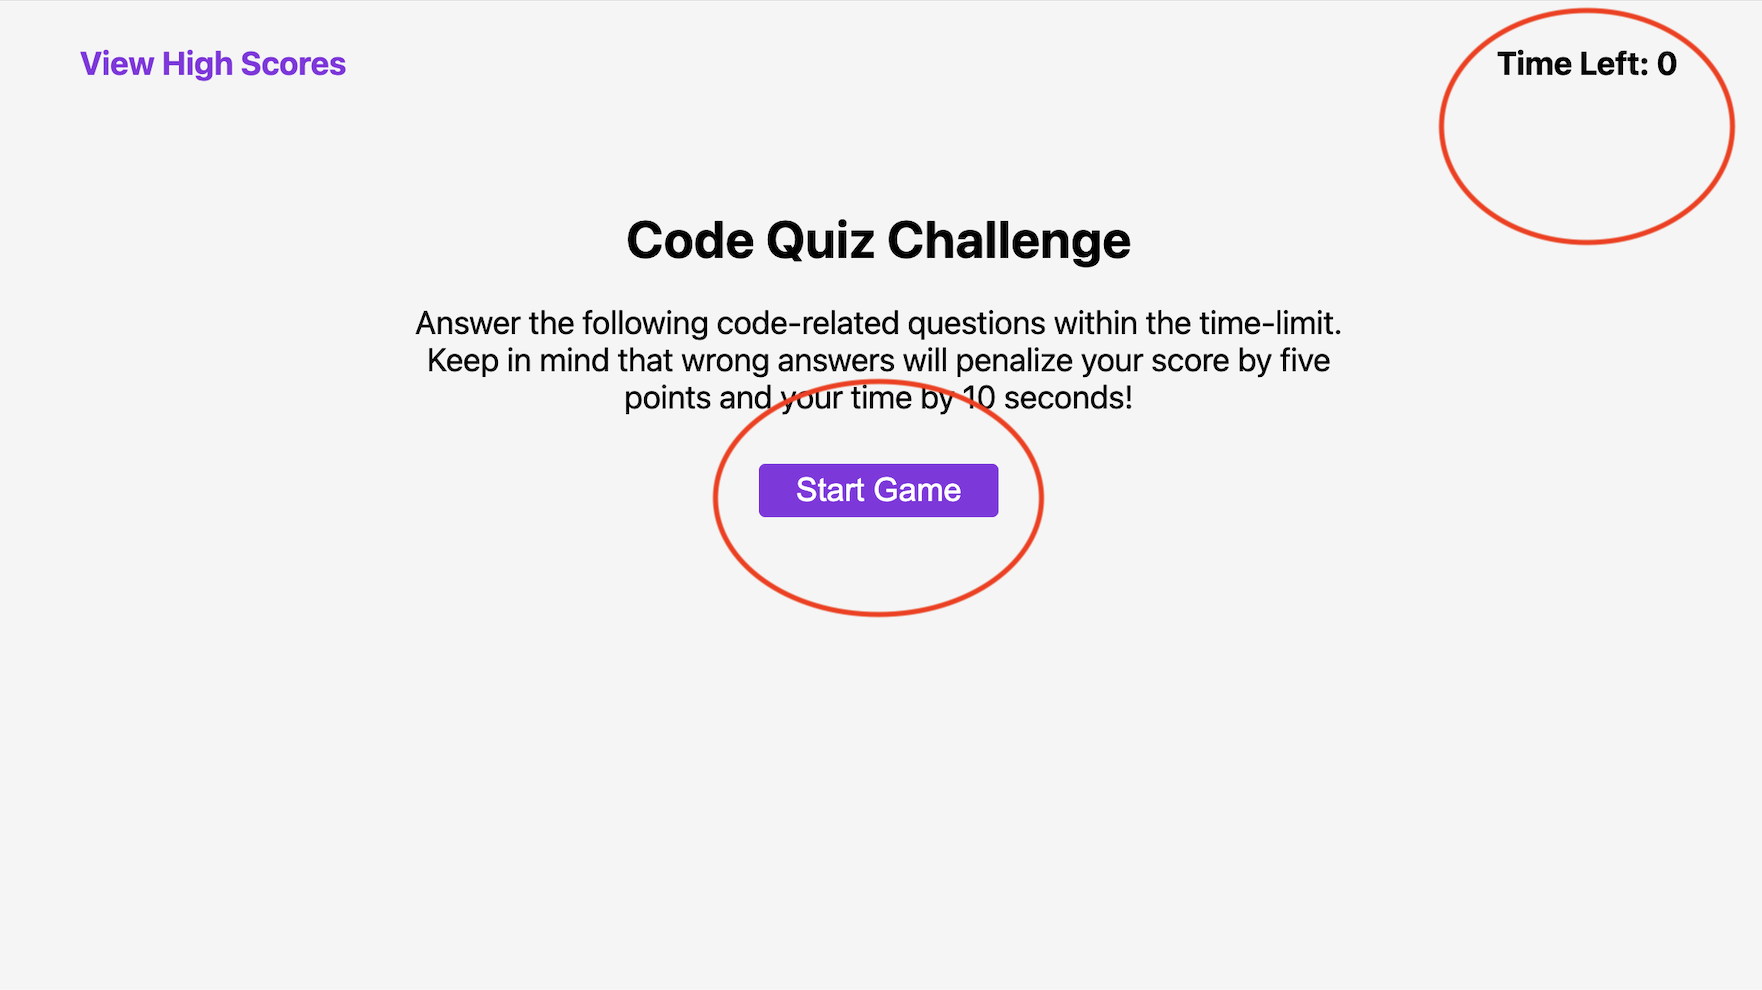 View High Scores
Time Left: 0
Code Quiz Challenge
Answer the following code-related questions within the time-limit.
Keep in mind that wrong answers will penalize your score by five
points and your time by 10 seconds!
Start Game